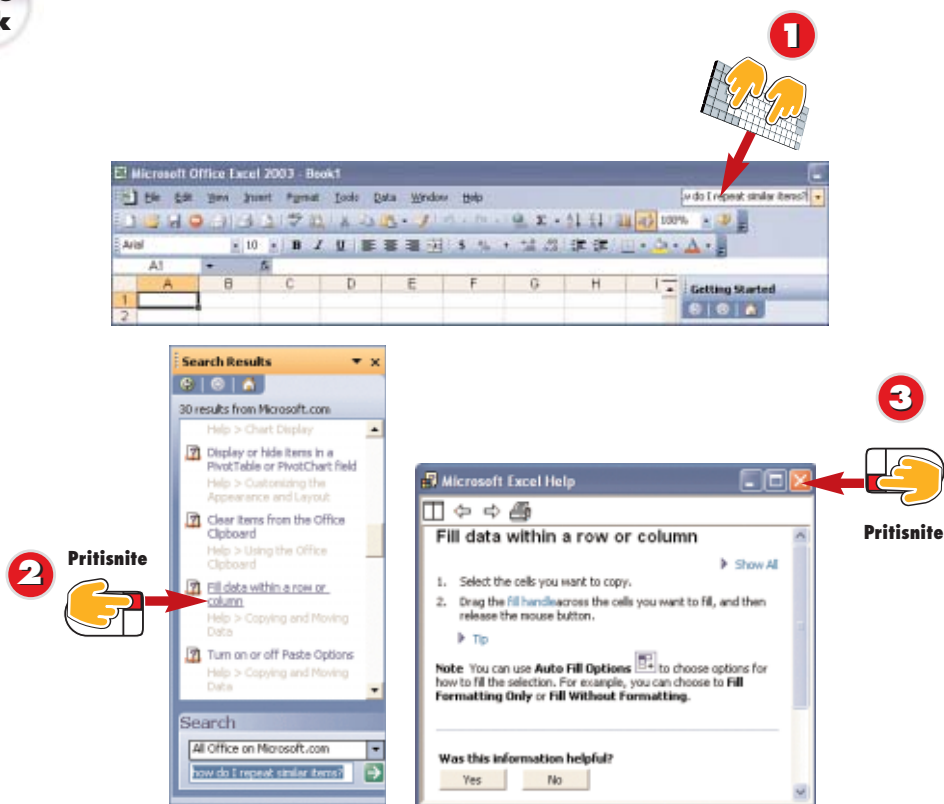 k
1
Microsoft Office Excel 2003 - Book1
File Edit View Insert Format Tools Data Window Help
w do I repeat similar items?
100%
Arial 10 B I U
A1 fx
A B C D E F G H I
1
2
Getting Started
Search Results
30 results from Microsoft.com
Help > Chart Display
Display or hide items in a
PivotTable or PivotChart field
Help > Customizing the
Appearance and Layout
Clear Items from the Office
Clipboard
Help > Using the Office
Clipboard
Fill data within a row or
column
Help > Copying and Moving
Data
Turn on or off Paste Options
Help > Copying and Moving
Data
Search
All Office on Microsoft.com
how do I repeat similar items?
2
Pritisnite
3
Pritisnite
Microsoft Excel Help
Fill data within a row or column
Show All
1. Select the cells you want to copy.
2. Drag the fill handleacross the cells you want to fill, and then
release the mouse button.
Tip
Note You can use Auto Fill Options to choose options for
how to fill the selection. For example, you can choose to Fill
Formatting Only or Fill Without Formatting.
Was this information helpful?
Yes No